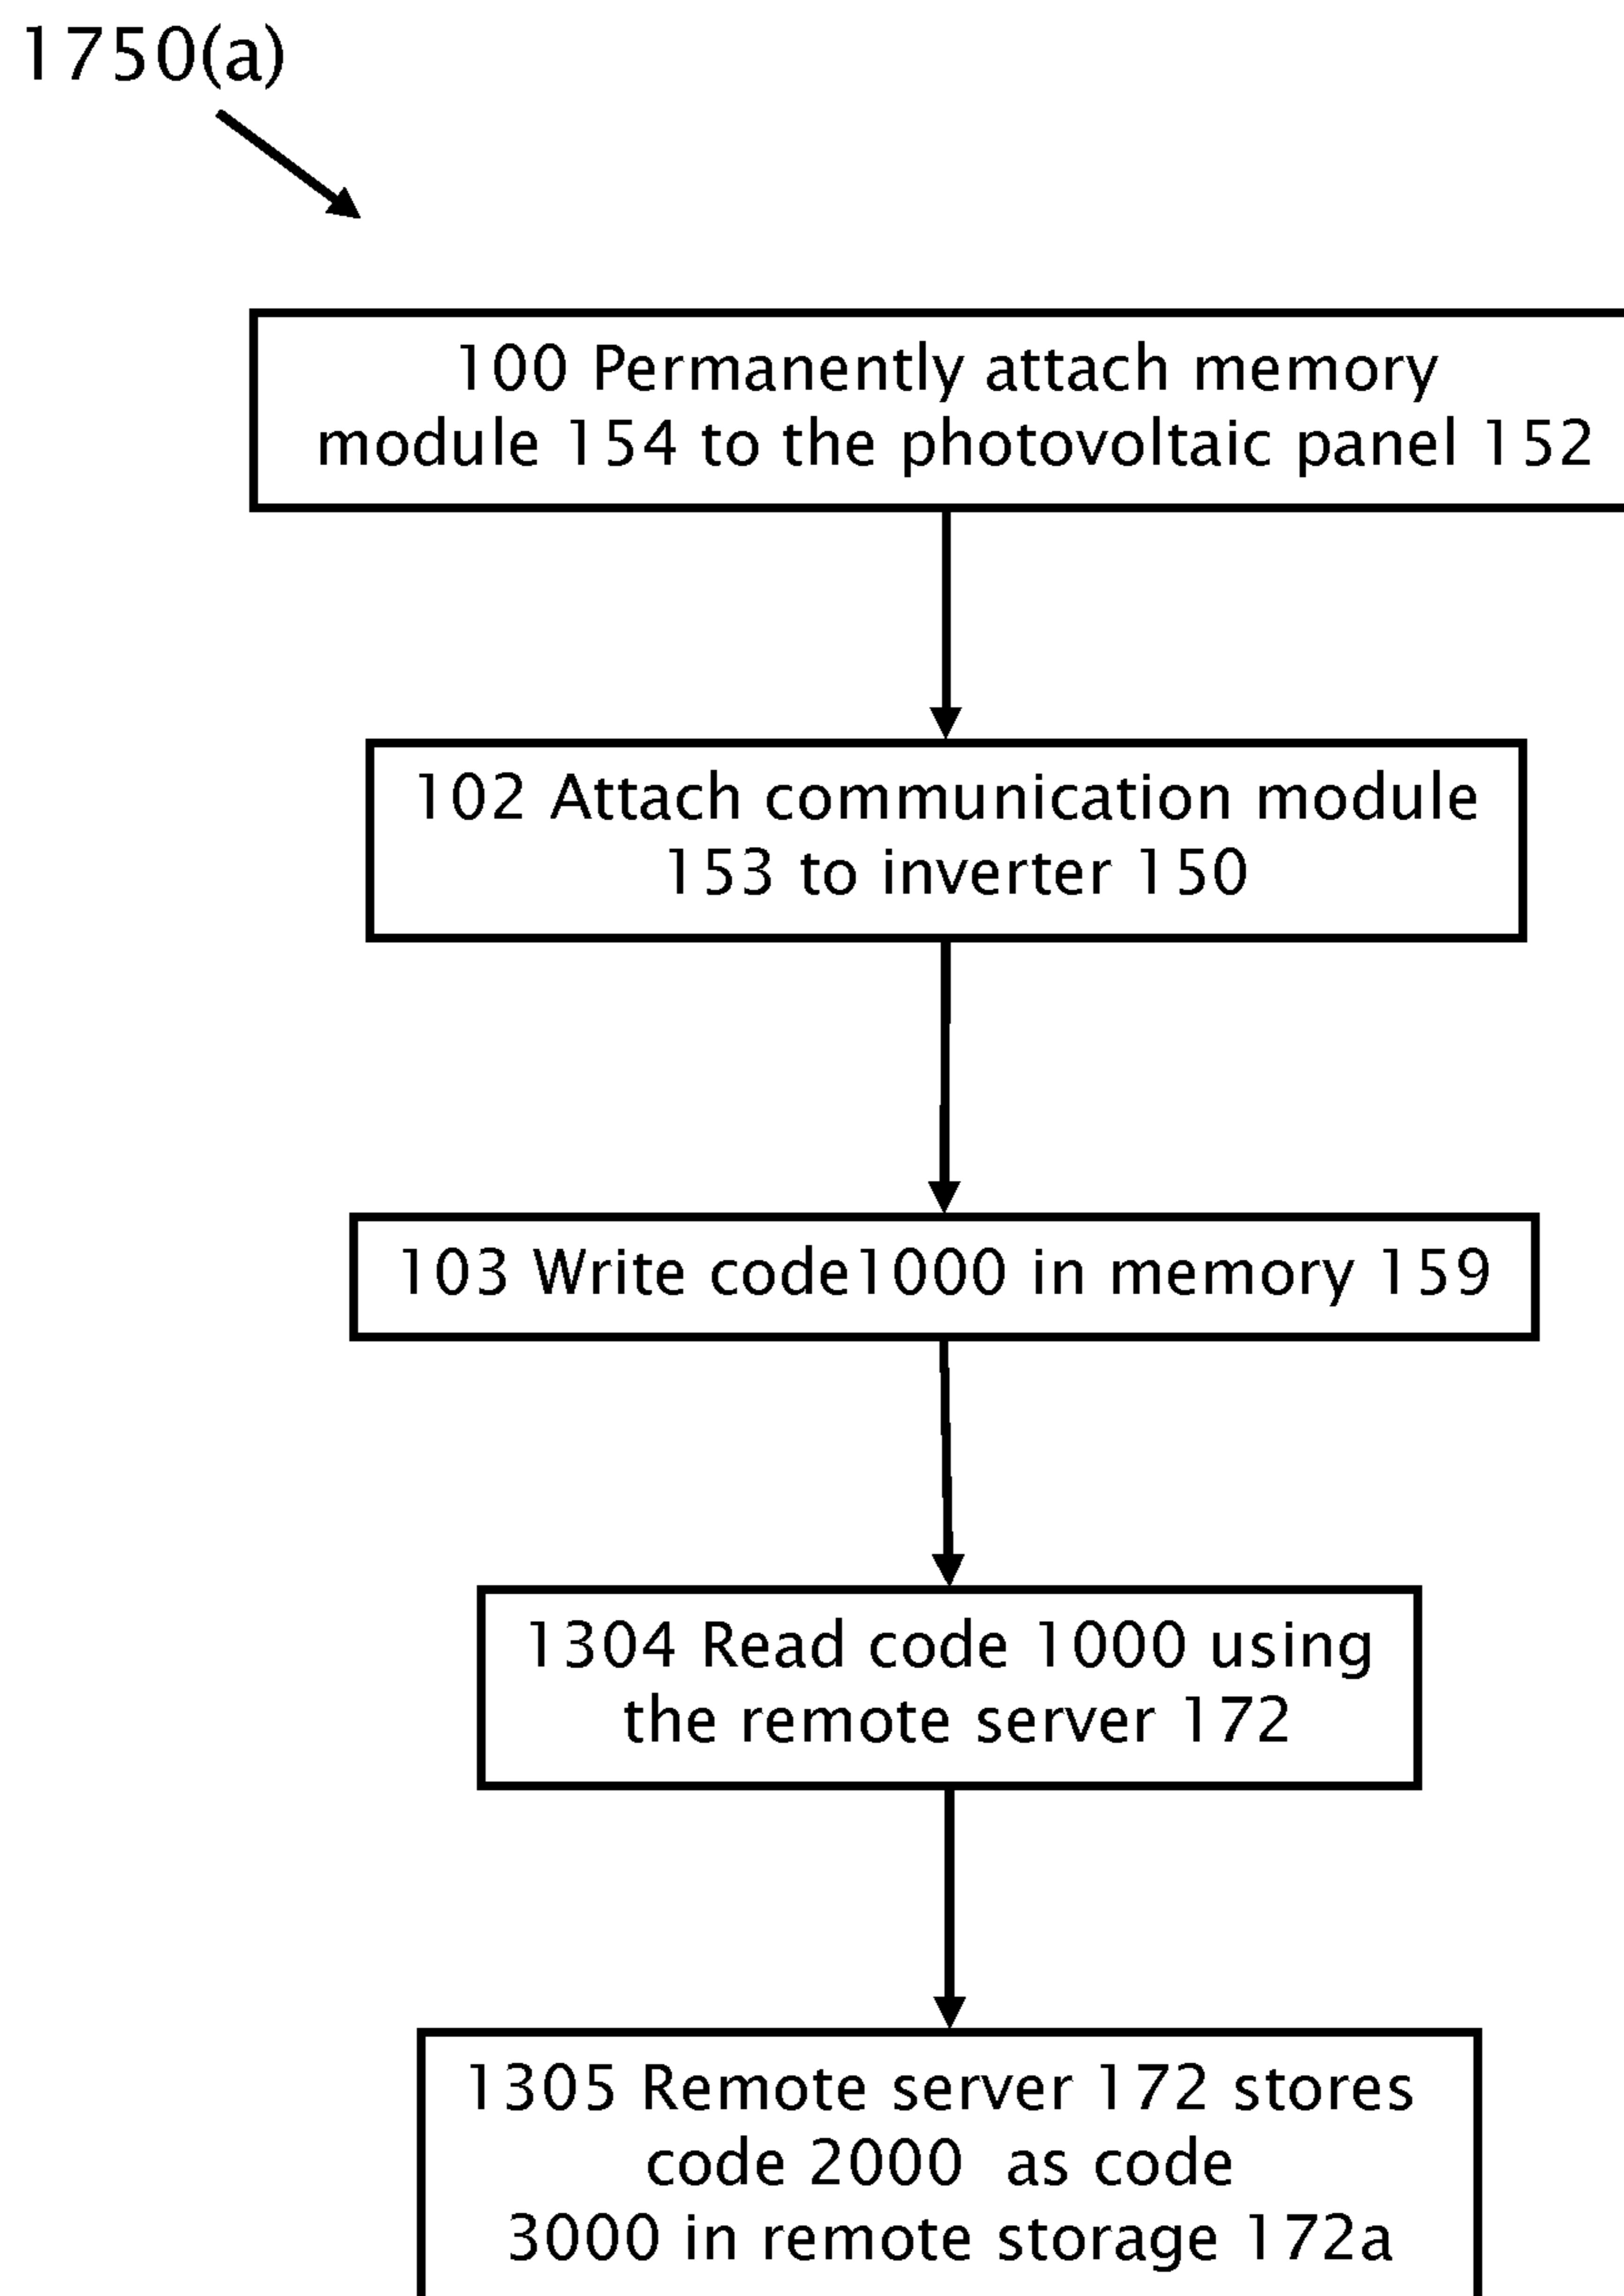 1750(a)
100 Permanently attach memory
module 154 to the photovoltaic panel 152
102 Attach communication module
153 to inverter 150
103 Write code1000 in memory 159
1304 Read code 1000 using
the remote server 172
1305 Remote server 172 stores
code 2000  as code
3000 in remote storage 172a